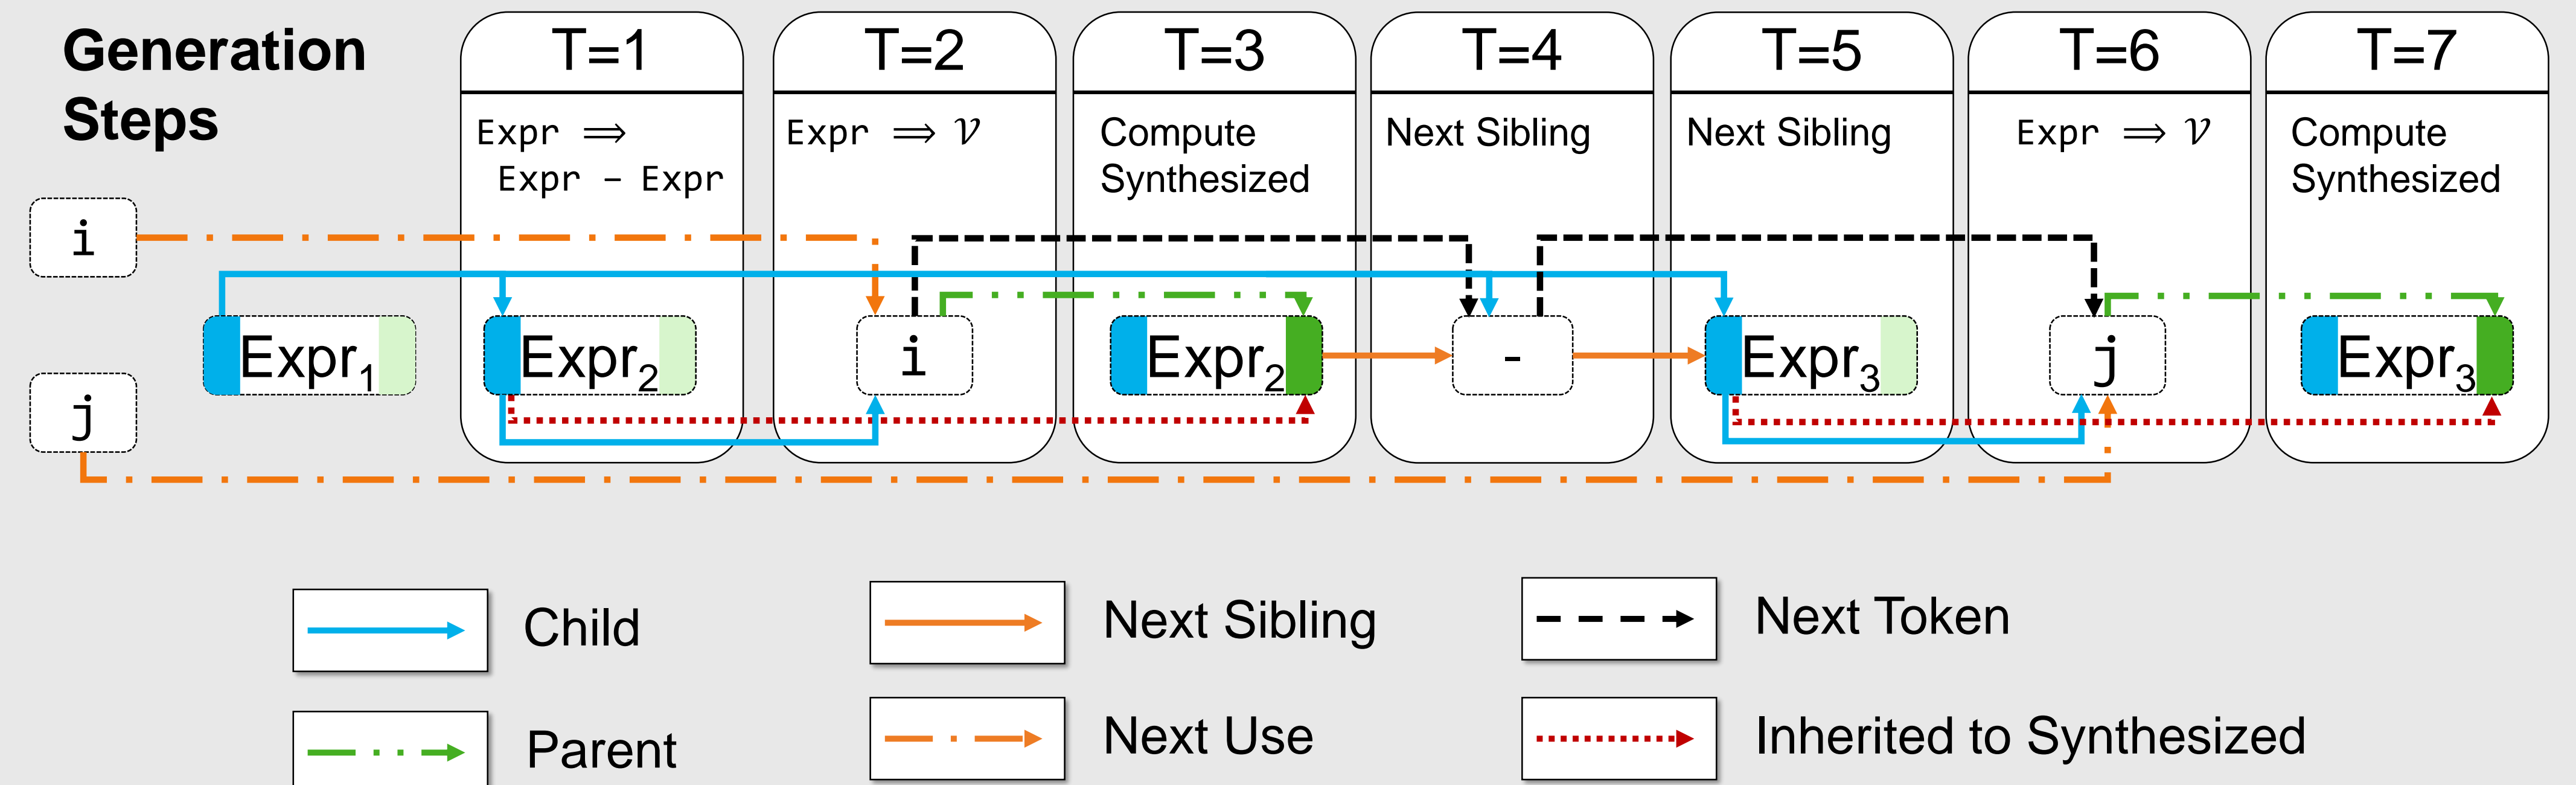 Generation
Steps
T=1
T=2
T=3
T=4
T=5
T=6
T=7
Expr ⟹
Expr - Expr
Expr ⟹ 𝒱
Compute
Synthesized
Next Sibling
Next Sibling
Expr ⟹ 𝒱
Compute
Synthesized
i
j
Expr₁
Expr₂
i
Expr₂
-
Expr₃
j
Expr₃
Child
Next Sibling
Next Token
Parent
Next Use
Inherited to Synthesized